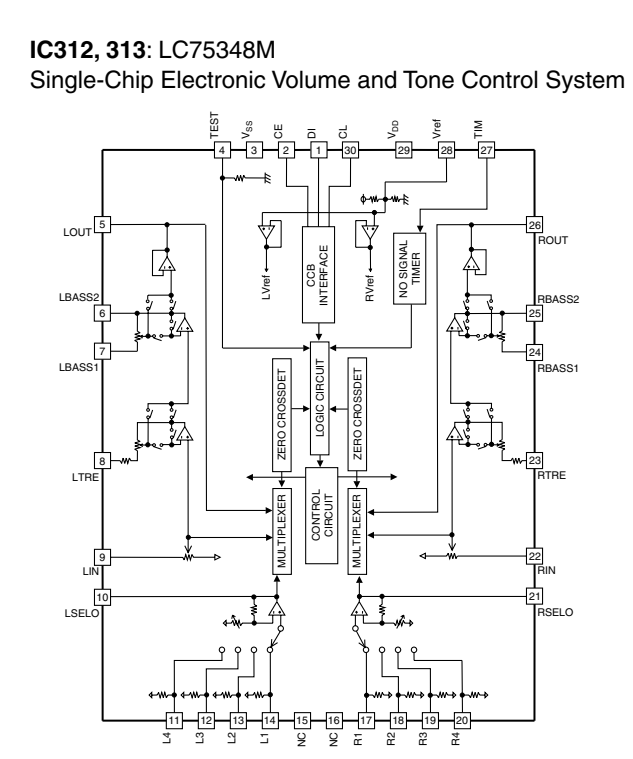 IC312, 313: LC75348M
Single-Chip Electronic Volume and Tone Control System
TEST
VSS
CE
DI
CL
VDD
Vref
TIM
4
3
2
1
30
29
28
27
5
LOUT
26
ROUT
LVref
CCB
INTERFACE
RVref
NO SIGNAL
TIMER
LBASS2
6
7
LBASS1
RBASS2
25
24
RBASS1
ZERO CROSSDET
LOGIC CIRCUIT
ZERO CROSSDET
8
LTRE
23
RTRE
MULTIPLEXER
CONTROL
CIRCUIT
MULTIPLEXER
9
LIN
22
RIN
10
LSELO
21
RSELO
11
12
13
14
15
16
17
18
19
20
L4
L3
L2
L1
NC
NC
R1
R2
R3
R4